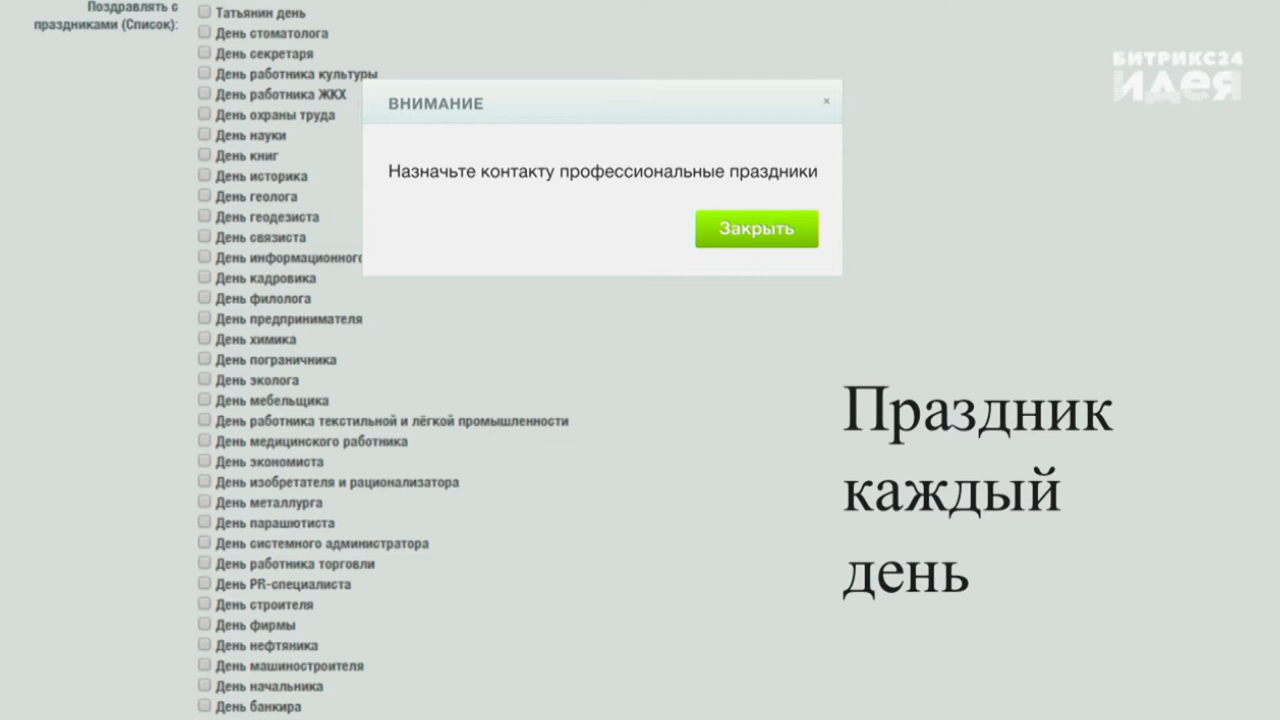 Поздравлять с
праздниками (Список):
Татьянин день
День стоматолога
День секретаря
День работника культуры
День работника ЖКХ
День охраны труда
День науки
День книг
День историка
День геолога
День геодезиста
День связиста
День информационного
День кадровика
День филолога
День предпринимателя
День химика
День пограничника
День эколога
День мебельщика
День работника текстильной и лёгкой промышленности
День медицинского работника
День экономиста
День изобретателя и рационализатора
День металлурга
День парашютиста
День системного администратора
День работника торговли
День PR-специалиста
День строителя
День фирмы
День нефтяника
День машиностроителя
День начальника
День банкира
ВНИМАНИЕ
×
Назначьте контакту профессиональные праздники
Закрыть
БИТРИКС24
идея
Праздник
каждый
день